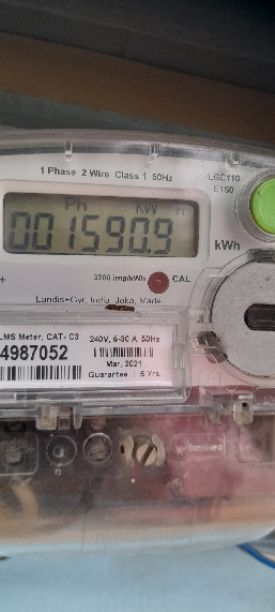 LGC110
E150
1 Phase 2 Wire Class 1 50Hz
Ph kW h
001590.9
kWh
3200 imp/kWh CAL
Landis+Gyr, India, Joka, Made
LMS Meter, CAT- C3
4987052
240V, 5-30 A 50Hz
Mar, 2021
Guarantee : 5 Yrs.